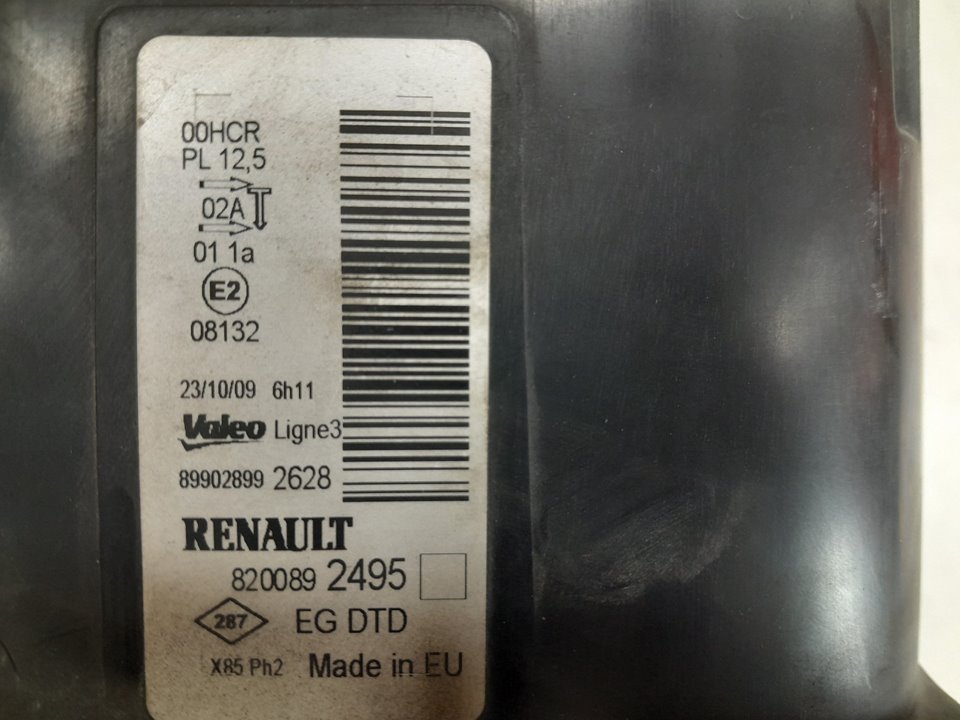 00HCR
PL 12,5
02A
01 1a
E2
08132
23/10/09 6h11
Valeo Ligne3
89902899 2628
RENAULT
820089 2495
287 EG DTD
X85 Ph2 Made in EU